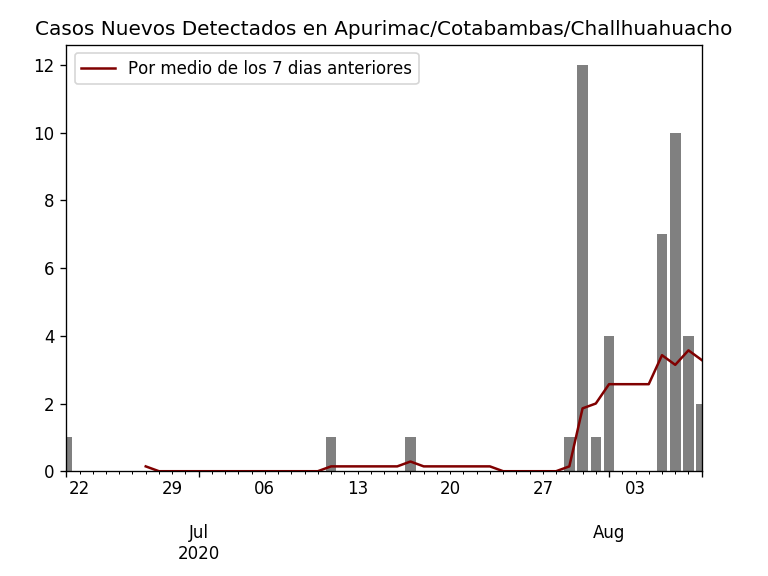 Casos Nuevos Detectados en Apurimac/Cotabambas/Challhuahuacho
Por medio de los 7 dias anteriores
12
10
8
6
4
2
0
22 29 06 13 20 27 03
Jul Aug
2020